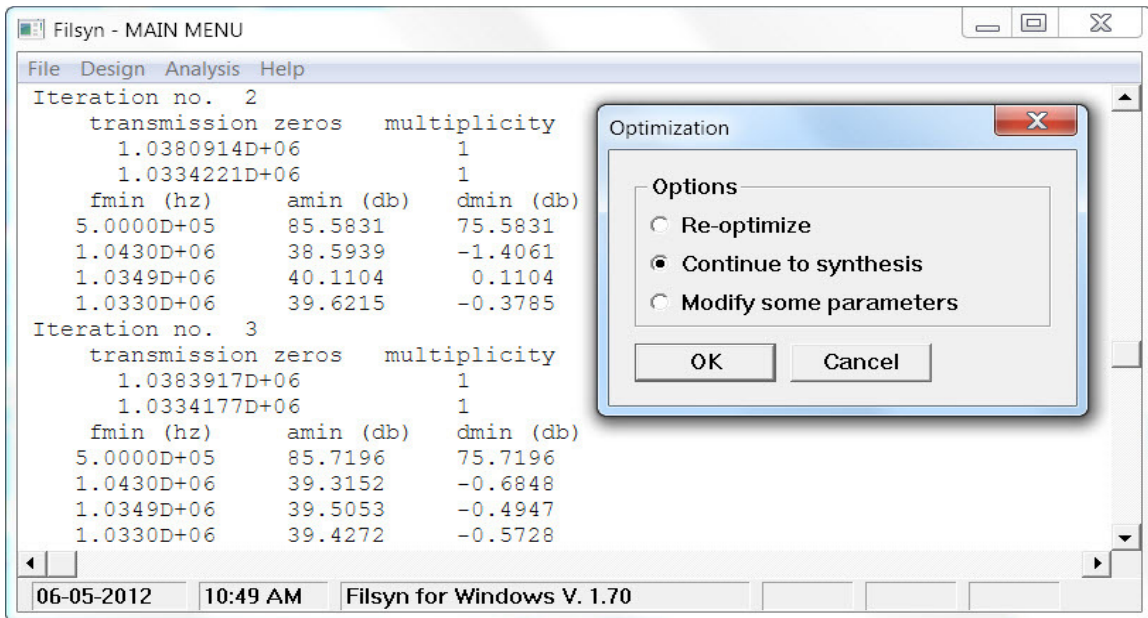 Filsyn - MAIN MENU
File Design Analysis Help
Iteration no. 2
transmission zeros multiplicity
1.0380914D+06 1
1.0334221D+06 1
fmin (hz) amin (db) dmin (db)
5.0000D+05 85.5831 75.5831
1.0430D+06 38.5939 -1.4061
1.0349D+06 40.1104 0.1104
1.0330D+06 39.6215 -0.3785
Iteration no. 3
transmission zeros multiplicity
1.0383917D+06 1
1.0334177D+06 1
fmin (hz) amin (db) dmin (db)
5.0000D+05 85.7196 75.7196
1.0430D+06 39.3152 -0.6848
1.0349D+06 39.5053 -0.4947
1.0330D+06 39.4272 -0.5728
Optimization
Options
Re-optimize
Continue to synthesis
Modify some parameters
OK Cancel
06-05-2012 10:49 AM Filsyn for Windows V. 1.70